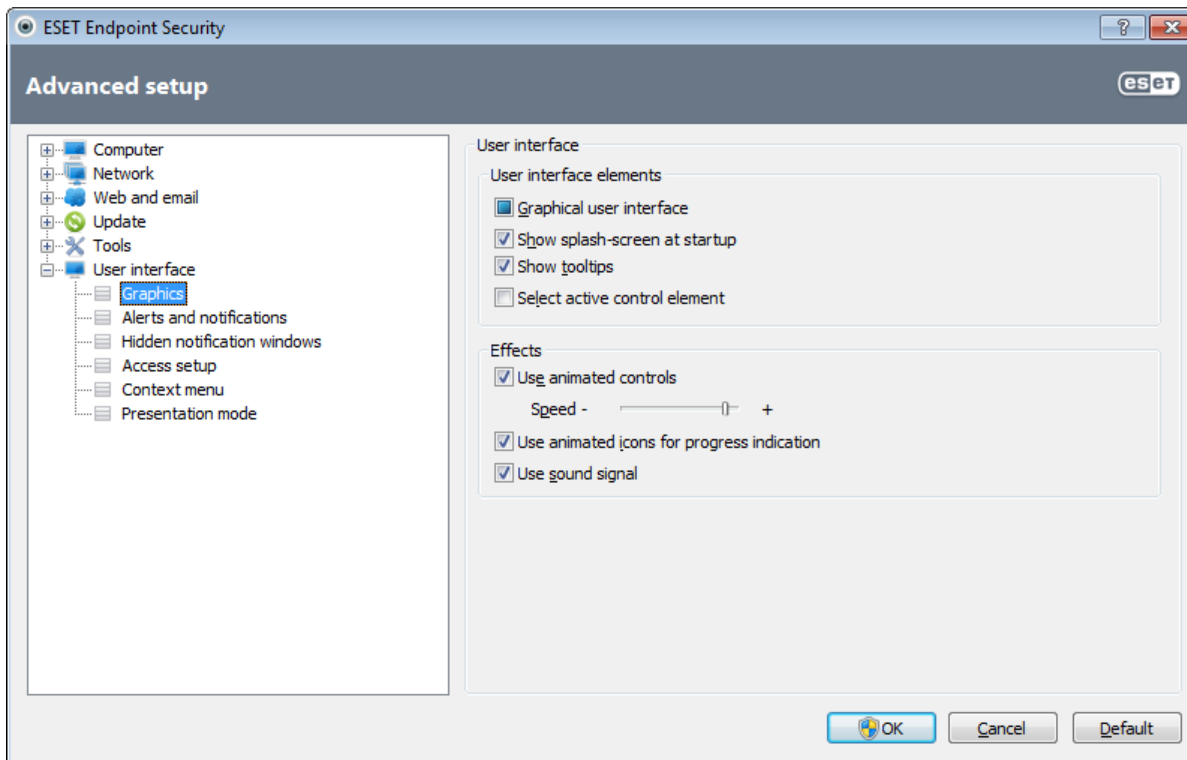 ESET Endpoint Security
Advanced setup
eset
Computer
Network
Web and email
Update
Tools
User interface
Graphics
Alerts and notifications
Hidden notification windows
Access setup
Context menu
Presentation mode
User interface
User interface elements
Graphical user interface
Show splash-screen at startup
Show tooltips
Select active control element
Effects
Use animated controls
Speed - +
Use animated icons for progress indication
Use sound signal
OK Cancel Default